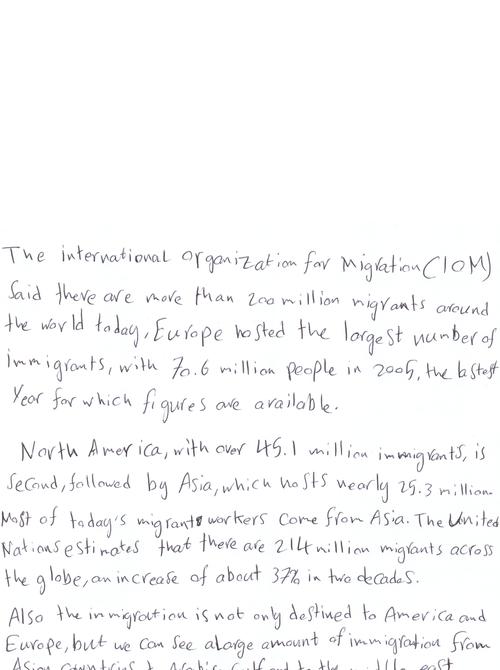 The international organization for Migration (IOM)
Said there are more than 200 million migrants around
the world today, Europe hosted the largest number of
immigrants, with 70.6 million people in 2005, the lastest
Year for which figures are available.
North America, with over 45.1 million immigrants, is
Second, followed by Asia, which hosts nearly 25.3 million.
Most of today's migrants workers come from Asia. The United
Nations estimates that there are 214 million migrants across
the globe, an increase of about 37% in two decades.
Also the immigration is not only destined to America and
Europe, but we can see a large amount of immigration from
Asian countries to Arabic Gulf and to the middle east